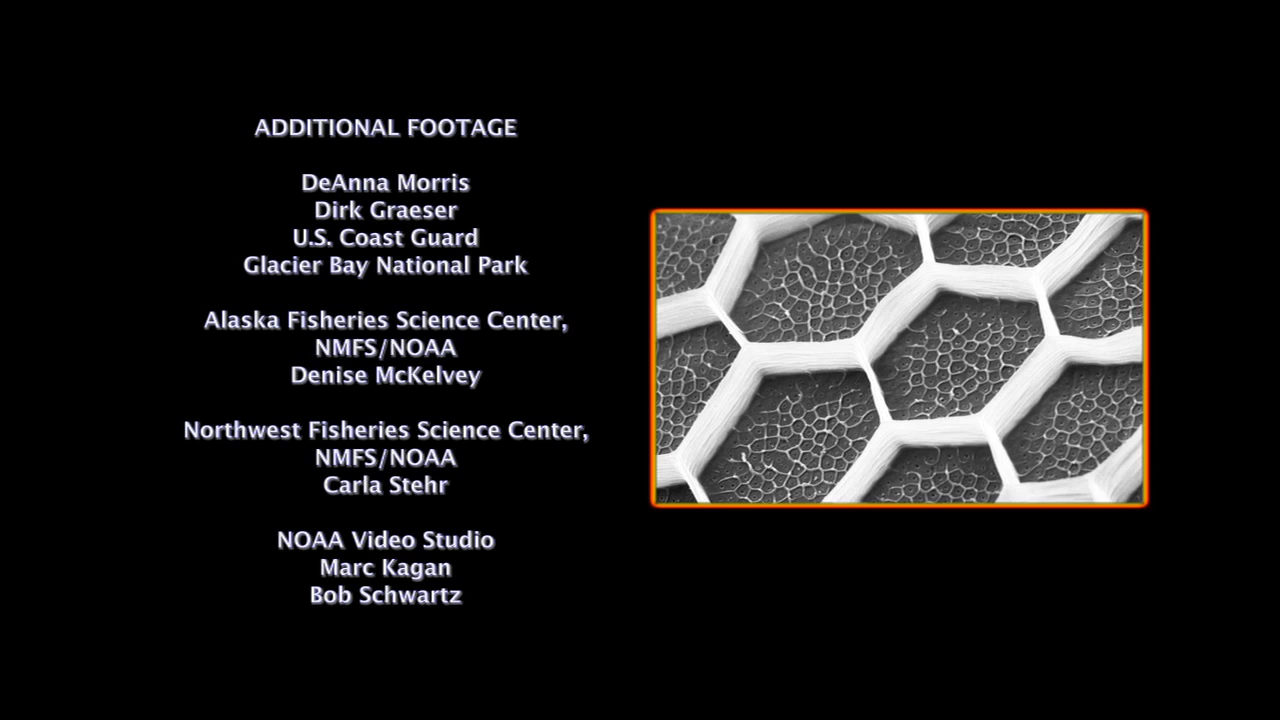 ADDITIONAL FOOTAGE
DeAnna Morris
Dirk Graeser
U.S. Coast Guard
Glacier Bay National Park
Alaska Fisheries Science Center,
NMFS/NOAA
Denise McKelvey
Northwest Fisheries Science Center,
NMFS/NOAA
Carla Stehr
NOAA Video Studio
Marc Kagan
Bob Schwartz